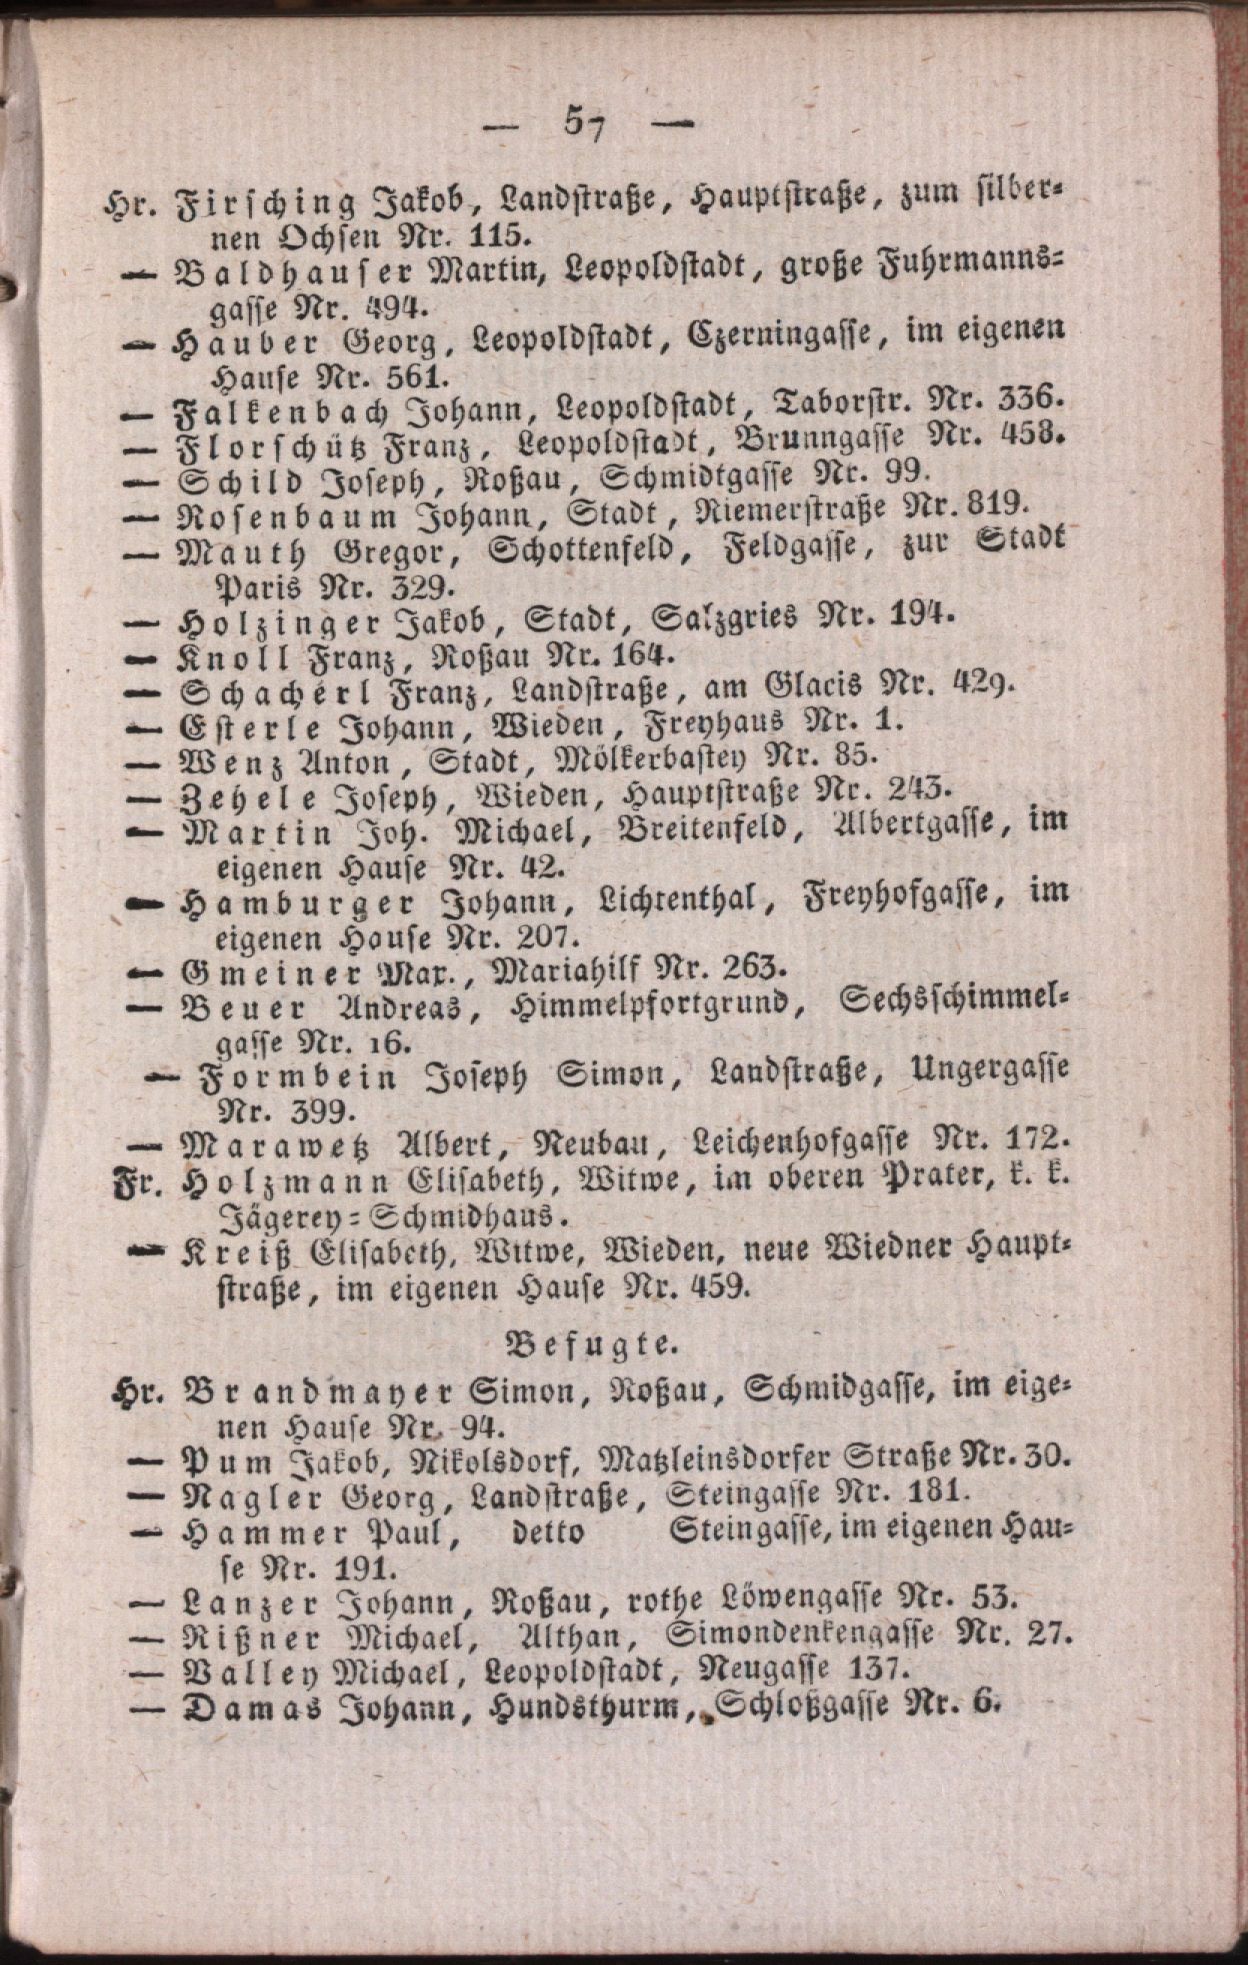 — 57 —
Hr. Firsching Jakob, Landstraße, Hauptstraße, zum silber-
nen Ochsen Nr. 115.
— Baldhauser Martin, Leopoldstadt, große Fuhrmanns-
gasse Nr. 494.
— Hauber Georg, Leopoldstadt, Czerningasse, im eigenen
Hause Nr. 561.
— Falkenbach Johann, Leopoldstadt, Taborstr. Nr. 336.
— Florschütz Franz, Leopoldstadt, Brunngasse Nr. 458.
— Schild Joseph, Roßau, Schmidtgasse Nr. 99.
— Rosenbaum Johann, Stadt, Riemerstraße Nr. 819.
— Mauth Gregor, Schottenfeld, Feldgasse, zur Stadt
Paris Nr. 329.
— Holzinger Jakob, Stadt, Salzgries Nr. 194.
— Knoll Franz, Roßau Nr. 164.
— Schacherl Franz, Landstraße, am Glacis Nr. 429.
— Esterle Johann, Wieden, Freyhaus Nr. 1.
— Wenz Anton, Stadt, Mölkerbastey Nr. 85.
— Zehele Joseph, Wieden, Hauptstraße Nr. 243.
— Martin Joh. Michael, Breitenfeld, Albertgasse, im
eigenen Hause Nr. 42.
— Hamburger Johann, Lichtenthal, Freyhofgasse, im
eigenen Hause Nr. 207.
— Gmeiner Max., Mariahilf Nr. 263.
— Beuer Andreas, Himmelpfortgrund, Sechsschimmel-
gasse Nr. 16.
— Formbein Joseph Simon, Landstraße, Ungergasse
Nr. 399.
— Marawetz Albert, Neubau, Leichenhofgasse Nr. 172.
Fr. Holzmann Elisabeth, Witwe, im oberen Prater, k. k.
Jägerey-Schmidhaus.
— Kreiß Elisabeth, Witwe, Wieden, neue Wiedner Haupt-
straße, im eigenen Hause Nr. 459.
Befugte.
Hr. Brandmayer Simon, Roßau, Schmidgasse, im eige-
nen Hause Nr. 94.
— Pum Jakob, Nikolsdorf, Matzleinsdorfer Straße Nr. 30.
— Nagler Georg, Landstraße, Steingasse Nr. 181.
— Hammer Paul, detto Steingasse, im eigenen Hau-
se Nr. 191.
— Lanzer Johann, Roßau, rothe Löwengasse Nr. 53.
— Rißner Michael, Althan, Simondenkengasse Nr. 27.
— Valley Michael, Leopoldstadt, Neugasse 137.
— Damas Johann, Hundsthurm, Schloßgasse Nr. 6.